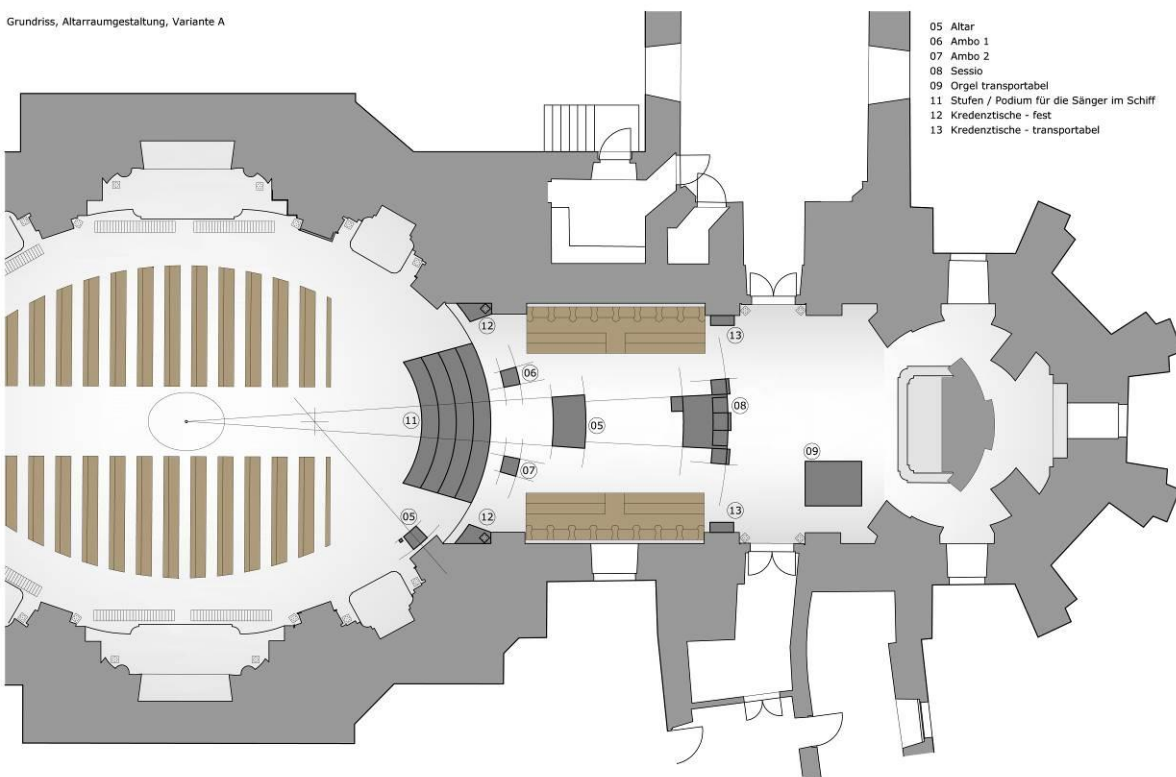 Grundriss, Altarraumgestaltung, Variante A
05 Altar
06 Ambo 1
07 Ambo 2
08 Sessio
09 Orgel transportabel
11 Stufen / Podium für die Sänger im Schiff
12 Kredenztische - fest
13 Kredenztische - transportabel
12
13
06
08
11
05
09
07
05
12
13